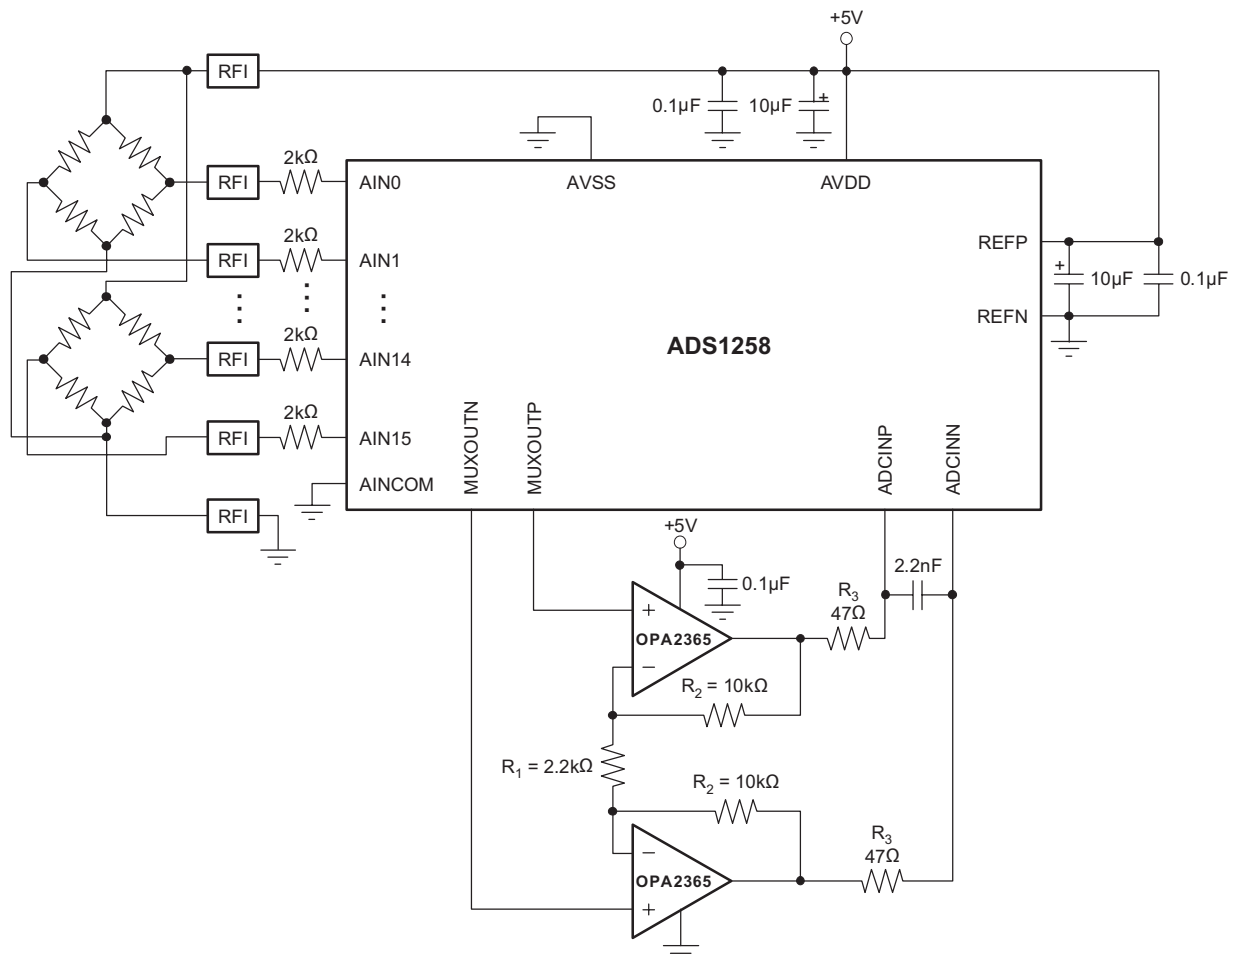 +5V
RFI
0.1µF
10µF
+
2kΩ
RFI
AIN0
AVSS
AVDD
REFP
2kΩ
RFI
AIN1
+
10µF
0.1µF
REFN
ADS1258
2kΩ
RFI
AIN14
2kΩ
RFI
AIN15
MUXOUTN
MUXOUTP
ADCINP
ADCINN
AINCOM
RFI
+5V
2.2nF
0.1µF
R3
47Ω
+
OPA2365
−
R2 = 10kΩ
R1 = 2.2kΩ
R2 = 10kΩ
R3
47Ω
−
OPA2365
+